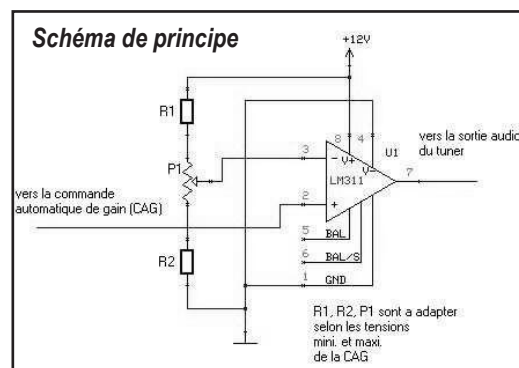 Schéma de principe
+12V
R1
8
4
U1
vers la sortie audio
du tuner
P1
3
-
V+
V-
LM311
7
vers la commande
automatique de gain (CAG)
2
+
5
BAL
R2
6
BAL/S
1
GND
R1, R2, P1 sont a adapter
selon les tensions
mini. et maxi.
de la CAG